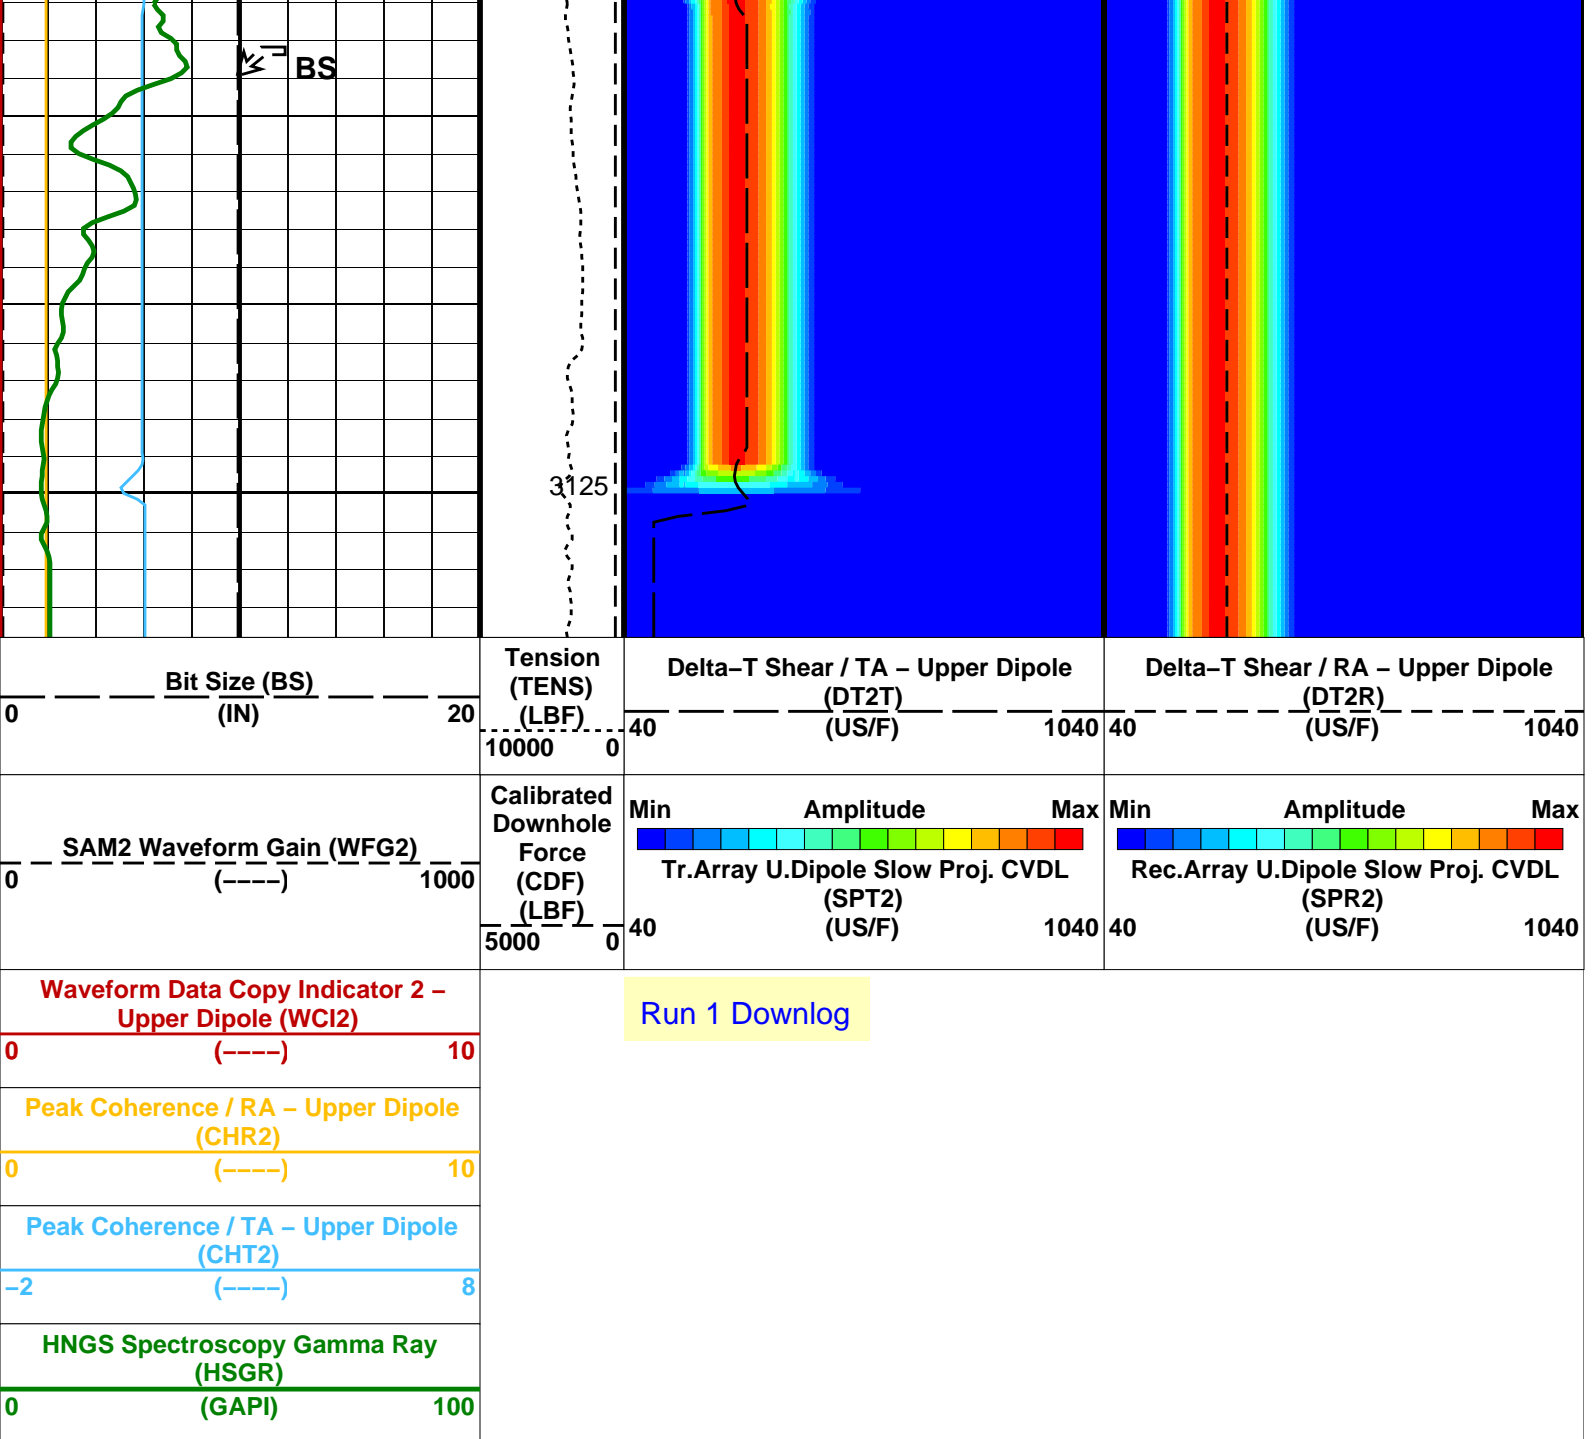 BS
3125
Bit Size (BS)
0 (IN) 20
Tension
(TENS)
(LBF)
10000 0
Delta–T Shear / TA – Upper Dipole
(DT2T)
40 (US/F) 1040
Delta–T Shear / RA – Upper Dipole
(DT2R)
40 (US/F) 1040
SAM2 Waveform Gain (WFG2)
0 (––––) 1000
Calibrated
Downhole
Force
(CDF)
(LBF)
5000 0
Min Amplitude Max
Tr.Array U.Dipole Slow Proj. CVDL
(SPT2)
40 (US/F) 1040
Min Amplitude Max
Rec.Array U.Dipole Slow Proj. CVDL
(SPR2)
40 (US/F) 1040
Waveform Data Copy Indicator 2 –
Upper Dipole (WCI2)
0 (––––) 10
Run 1 Downlog
Peak Coherence / RA – Upper Dipole
(CHR2)
0 (––––) 10
Peak Coherence / TA – Upper Dipole
(CHT2)
–2 (––––) 8
HNGS Spectroscopy Gamma Ray
(HSGR)
0 (GAPI) 100